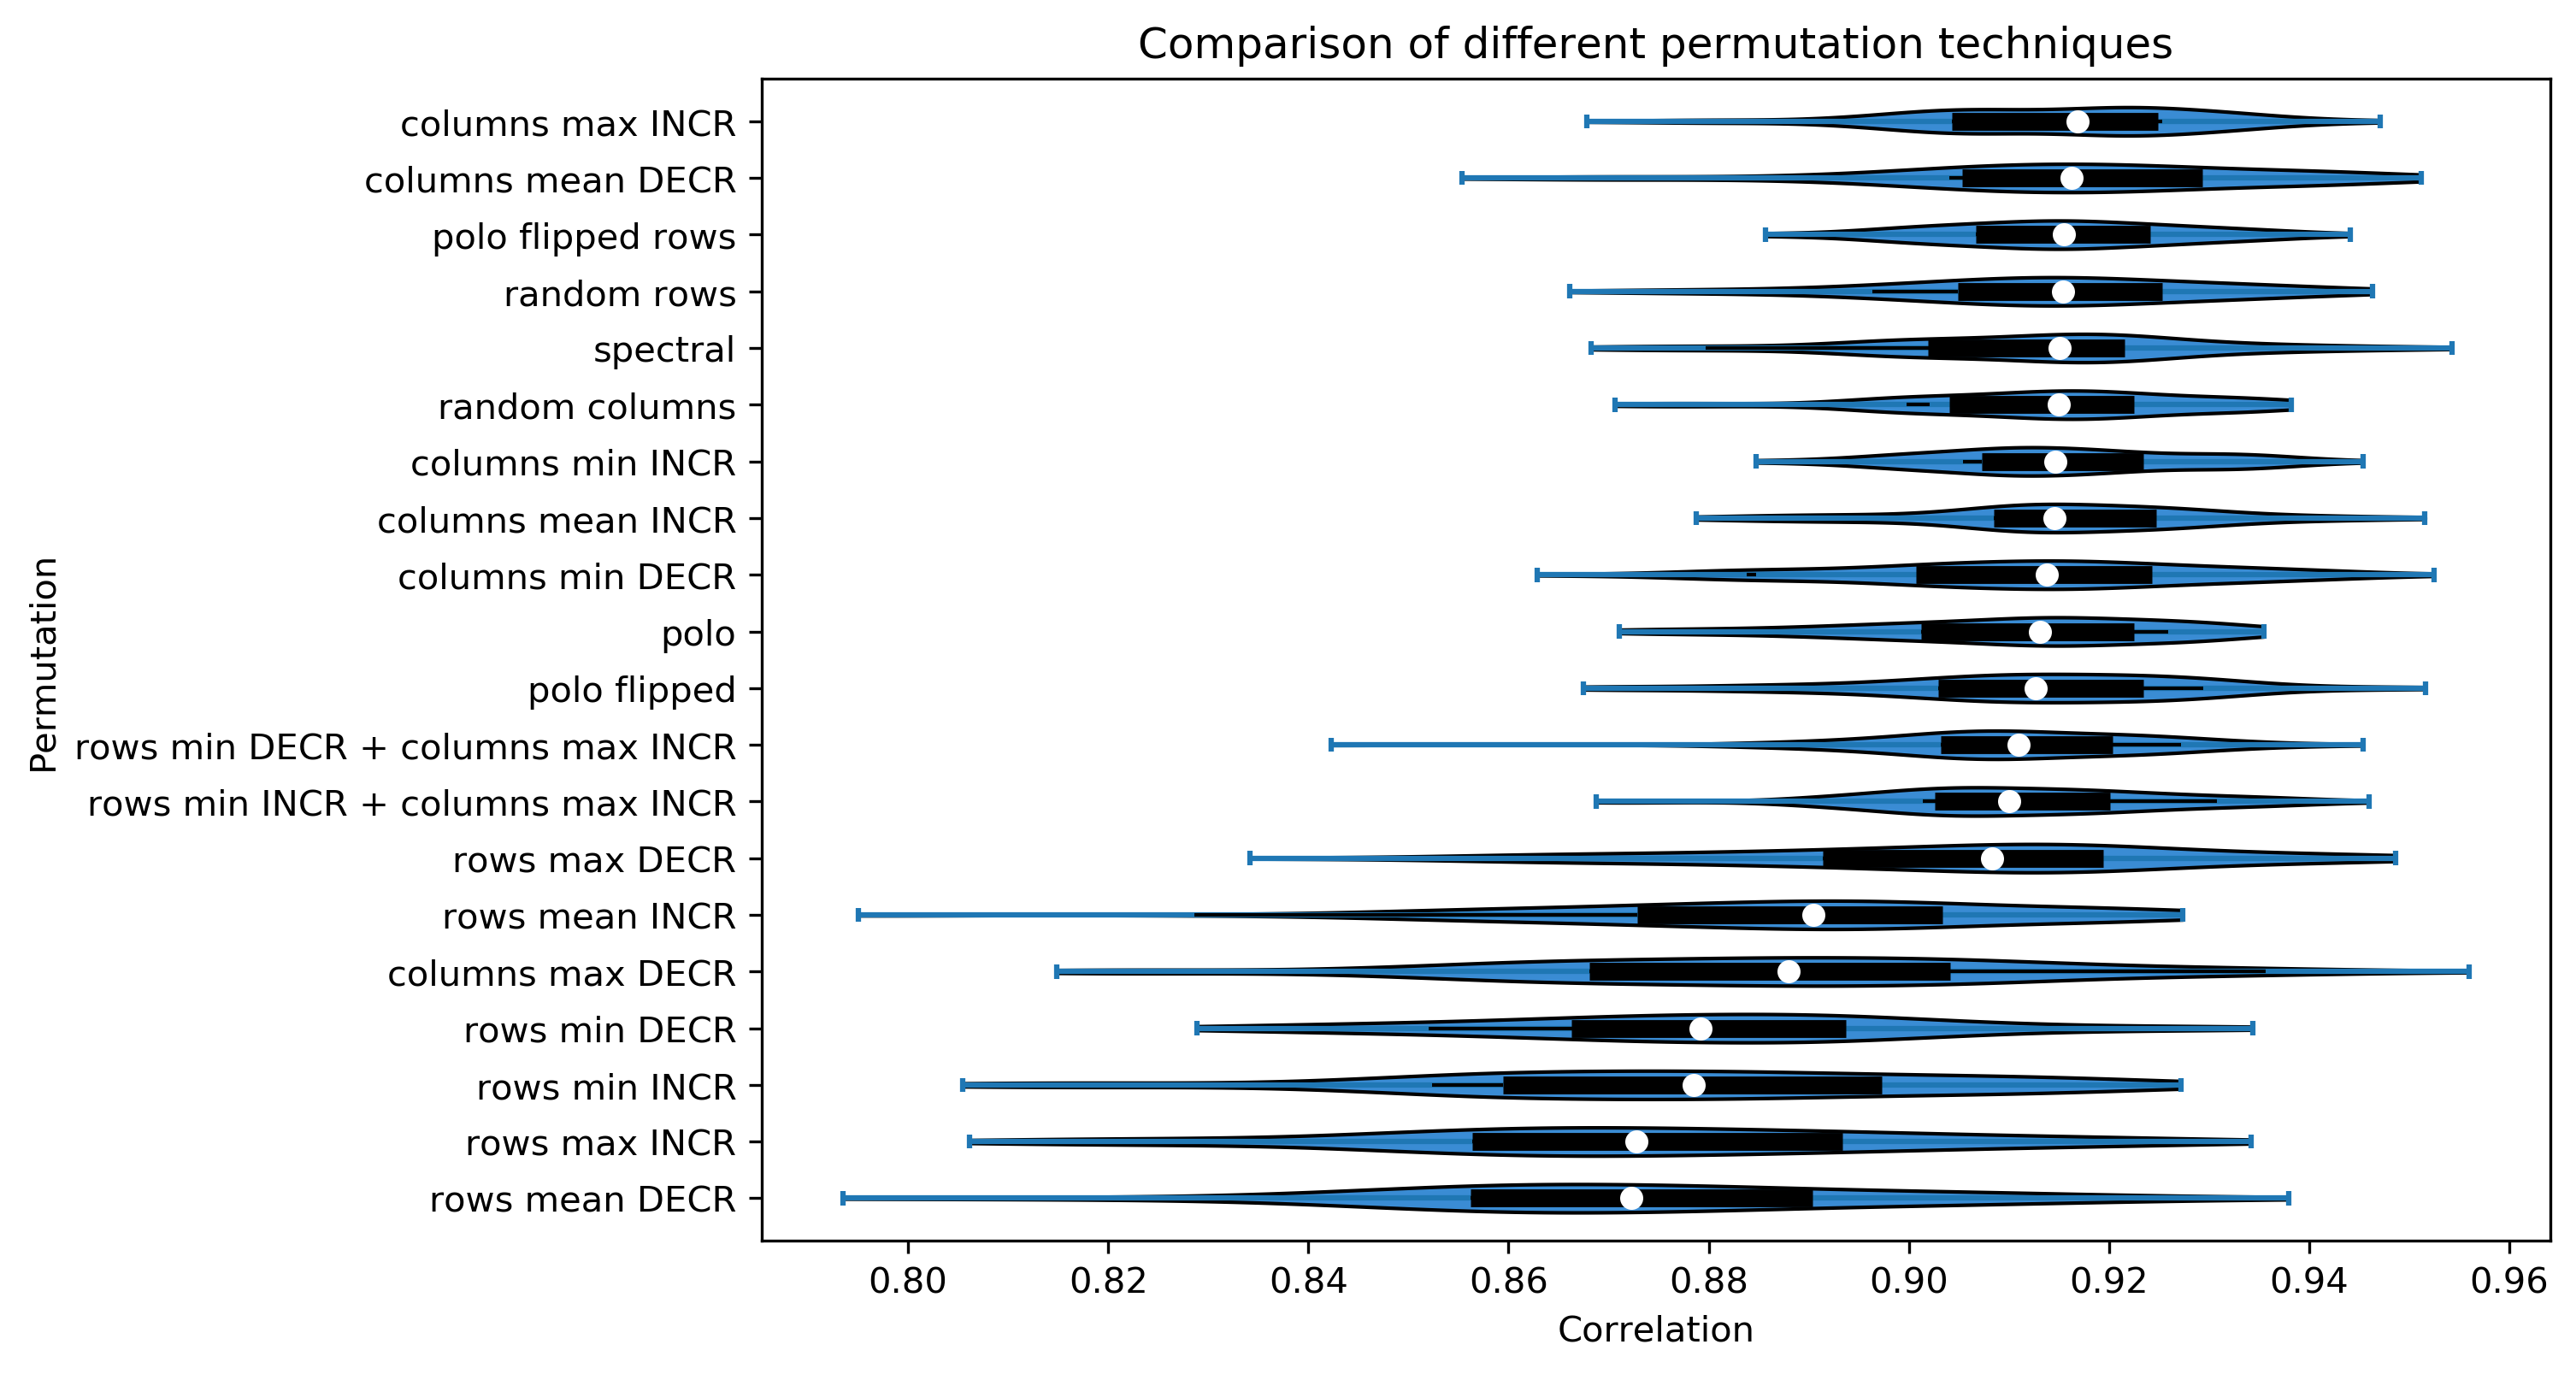 Comparison of different permutation techniques
Permutation
columns max INCR
columns mean DECR
polo flipped rows
random rows
spectral
random columns
columns min INCR
columns mean INCR
columns min DECR
polo
polo flipped
rows min DECR + columns max INCR
rows min INCR + columns max INCR
rows max DECR
rows mean INCR
columns max DECR
rows min DECR
rows min INCR
rows max INCR
rows mean DECR
0.80 0.82 0.84 0.86 0.88 0.90 0.92 0.94 0.96
Correlation